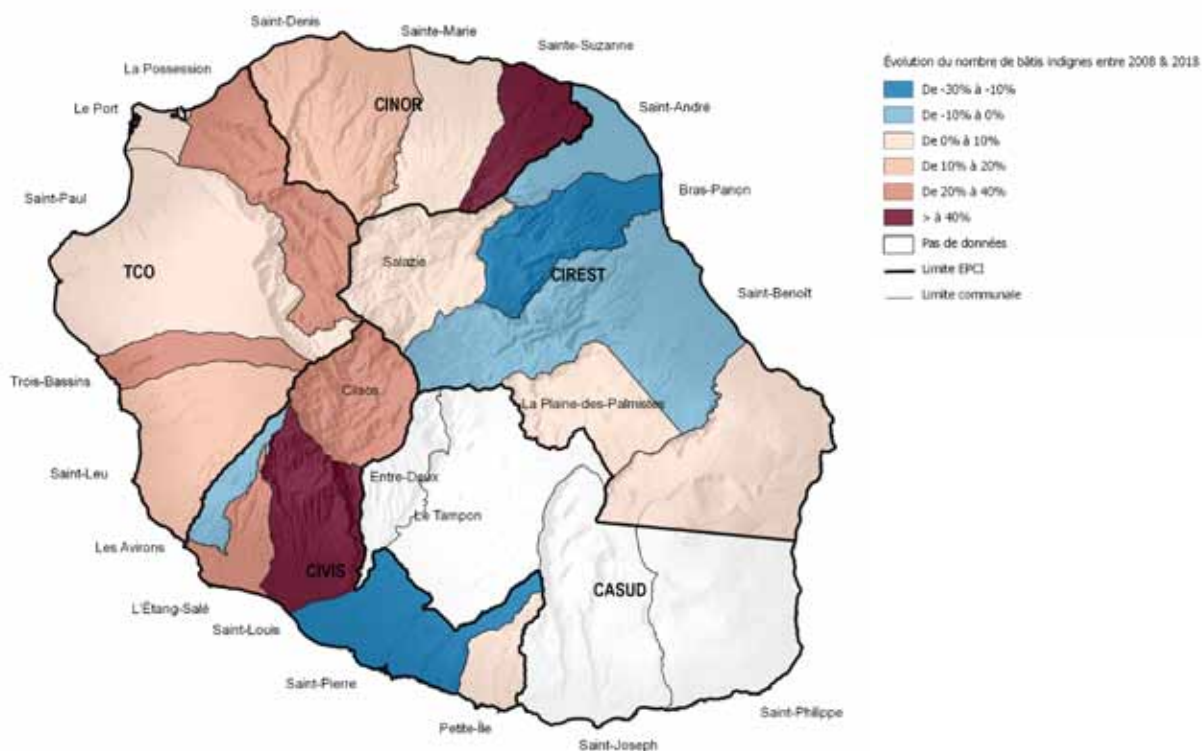 Saint-Denis
Sainte-Marie
Sainte-Suzanne
La Possession
Le Port
CINOR
Saint-André
Saint-Paul
Bras-Panon
TCO
Salazie
CIREST
Saint-Benoît
Trois-Bassins
Cilaos
La Plaine-des-Palmistes
Saint-Leu
Entre-Deux
Le Tampon
Les Avirons
CIVIS
CASUD
L'Étang-Salé
Saint-Louis
Saint-Pierre
Petite-Île
Saint-Joseph
Saint-Philippe
Évolution du nombre de bâtis indignes entre 2008 & 2018
De -30% à -10%
De -10% à 0%
De 0% à 10%
De 10% à 20%
De 20% à 40%
> à 40%
Pas de données
Limite EPCI
Limite communale